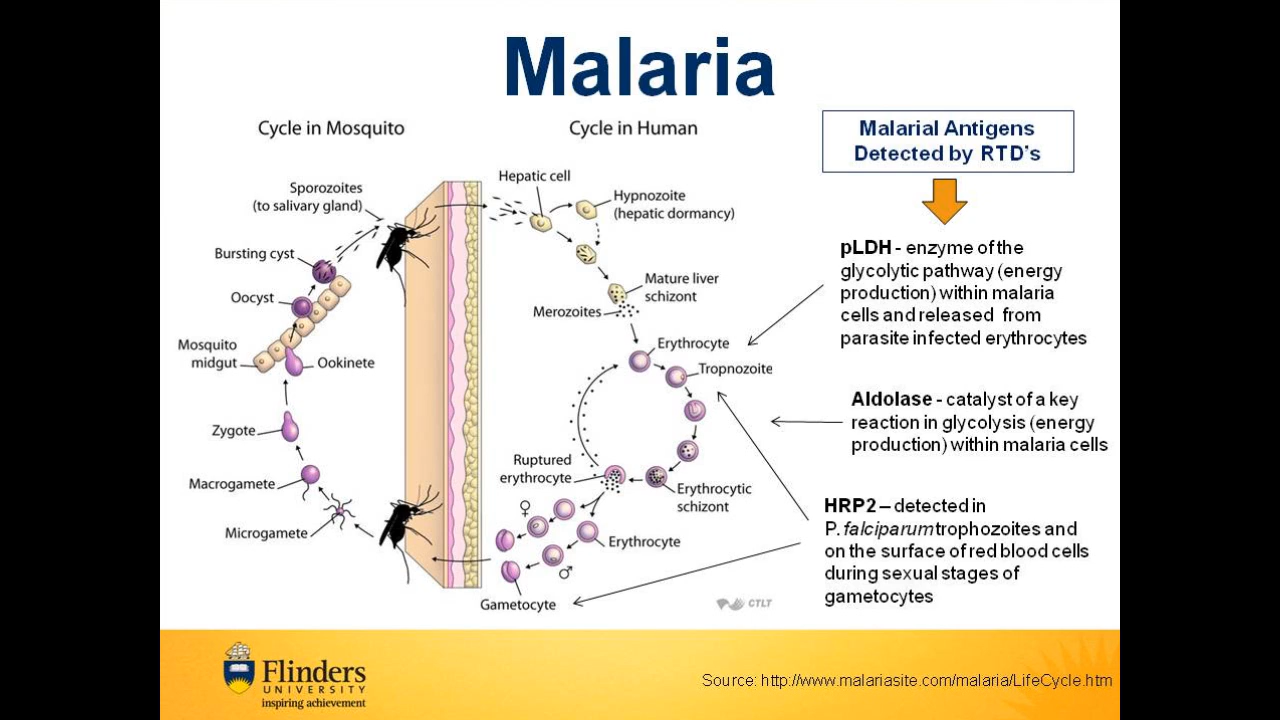 Malaria
Cycle in Mosquito
Cycle in Human
Malarial Antigens
Detected by RTD's
Sporozoites
(to salivary gland)
Bursting cyst
Oocyst
Mosquito
midgut
Ookinete
Zygote
Macrogamete
Microgamete
Hepatic cell
Hypnozoite
(hepatic dormancy)
Mature liver
schizont
Merozoites
Erythrocyte
Tropnozoite
Ruptured
erythrocyte
Erythrocytic
schizont
♀
Erythrocyte
♂
Gametocyte
CTLT
pLDH - enzyme of the
glycolytic pathway (energy
production) within malaria
cells and released from
parasite infected erythrocytes
Aldolase - catalyst of a key
reaction in glycolysis (energy
production) within malaria cells
HRP2 – detected in
P. falciparum trophozoites and
on the surface of red blood cells
during sexual stages of
gametocytes
Flinders
UNIVERSITY
inspiring achievement
Source: http://www.malariasite.com/malaria/LifeCycle.htm